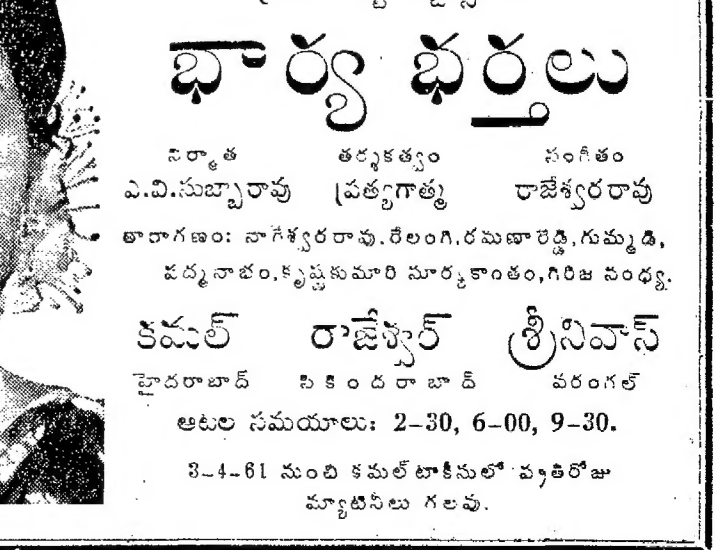 భార్య భర్తలు
నిర్మాత తర్శకత్వం సంగీతం
ఎ.వి.సుబ్బారావు ప్రత్యగాత్మ రాజేశ్వరరావు
తారాగణం: నాగేశ్వరరావు,రేలంగి,రమణారెడ్డి,గుమ్మడి,
పద్మనాభం,కృష్ణకుమారి సూర్యకాంతం,గిరిజ సంధ్య.
కమల్ రాజేశ్వర్ శ్రీనివాస్
హైదరాబాద్ సికిందరాబాద్ వరంగల్
ఆటల సమయాలు: 2-30, 6-00, 9-30.
3-4-61 నుంచి కమల్ టాకీసులో ప్రతిరోజు
మ్యాటినీలు గలవు.